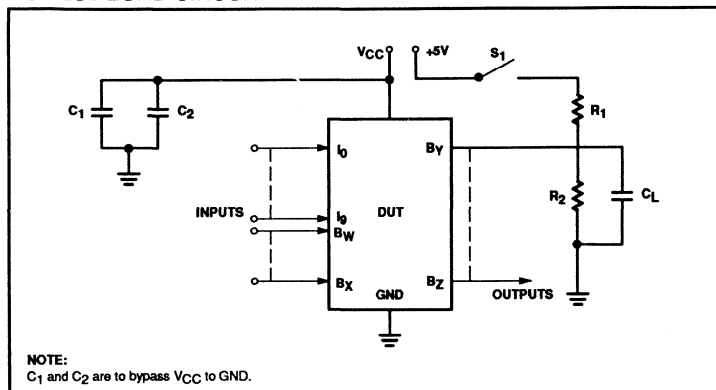 VCC
+5V
S1
C1
C2
R1
I0
BY
R2
CL
INPUTS
I9
DUT
BW
BX
GND
BZ
OUTPUTS
NOTE:
C1 and C2 are to bypass VCC to GND.